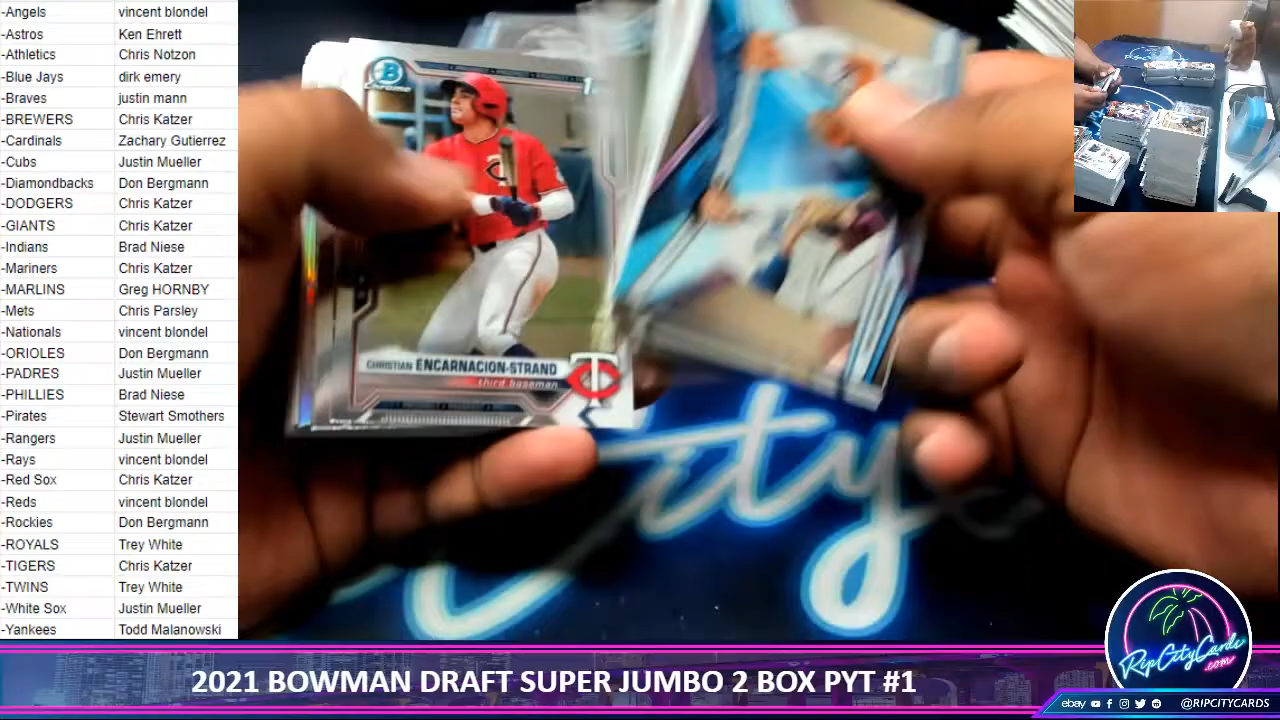 -Angels vincent blondel
-Astros Ken Ehrett
-Athletics Chris Notzon
-Blue Jays dirk emery
-Braves justin mann
-BREWERS Chris Katzer
-Cardinals Zachary Gutierrez
-Cubs Justin Mueller
-Diamondbacks Don Bergmann
-DODGERS Chris Katzer
-GIANTS Chris Katzer
-Indians Brad Niese
-Mariners Chris Katzer
-MARLINS Greg HORNBY
-Mets Chris Parsley
-Nationals vincent blondel
-ORIOLES Don Bergmann
-PADRES Justin Mueller
-PHILLIES Brad Niese
-Pirates Stewart Smothers
-Rangers Justin Mueller
-Rays vincent blondel
-Red Sox Chris Katzer
-Reds vincent blondel
-Rockies Don Bergmann
-ROYALS Trey White
-TIGERS Chris Katzer
-TWINS Trey White
-White Sox Justin Mueller
-Yankees Todd Malanowski
B
Chrome
CHRISTIAN ENCARNACION-STRAND
third baseman
TC
City
RipCityCards
.com
2021 BOWMAN DRAFT SUPER JUMBO 2 BOX PYT #1
ebay @RIPCITYCARDS